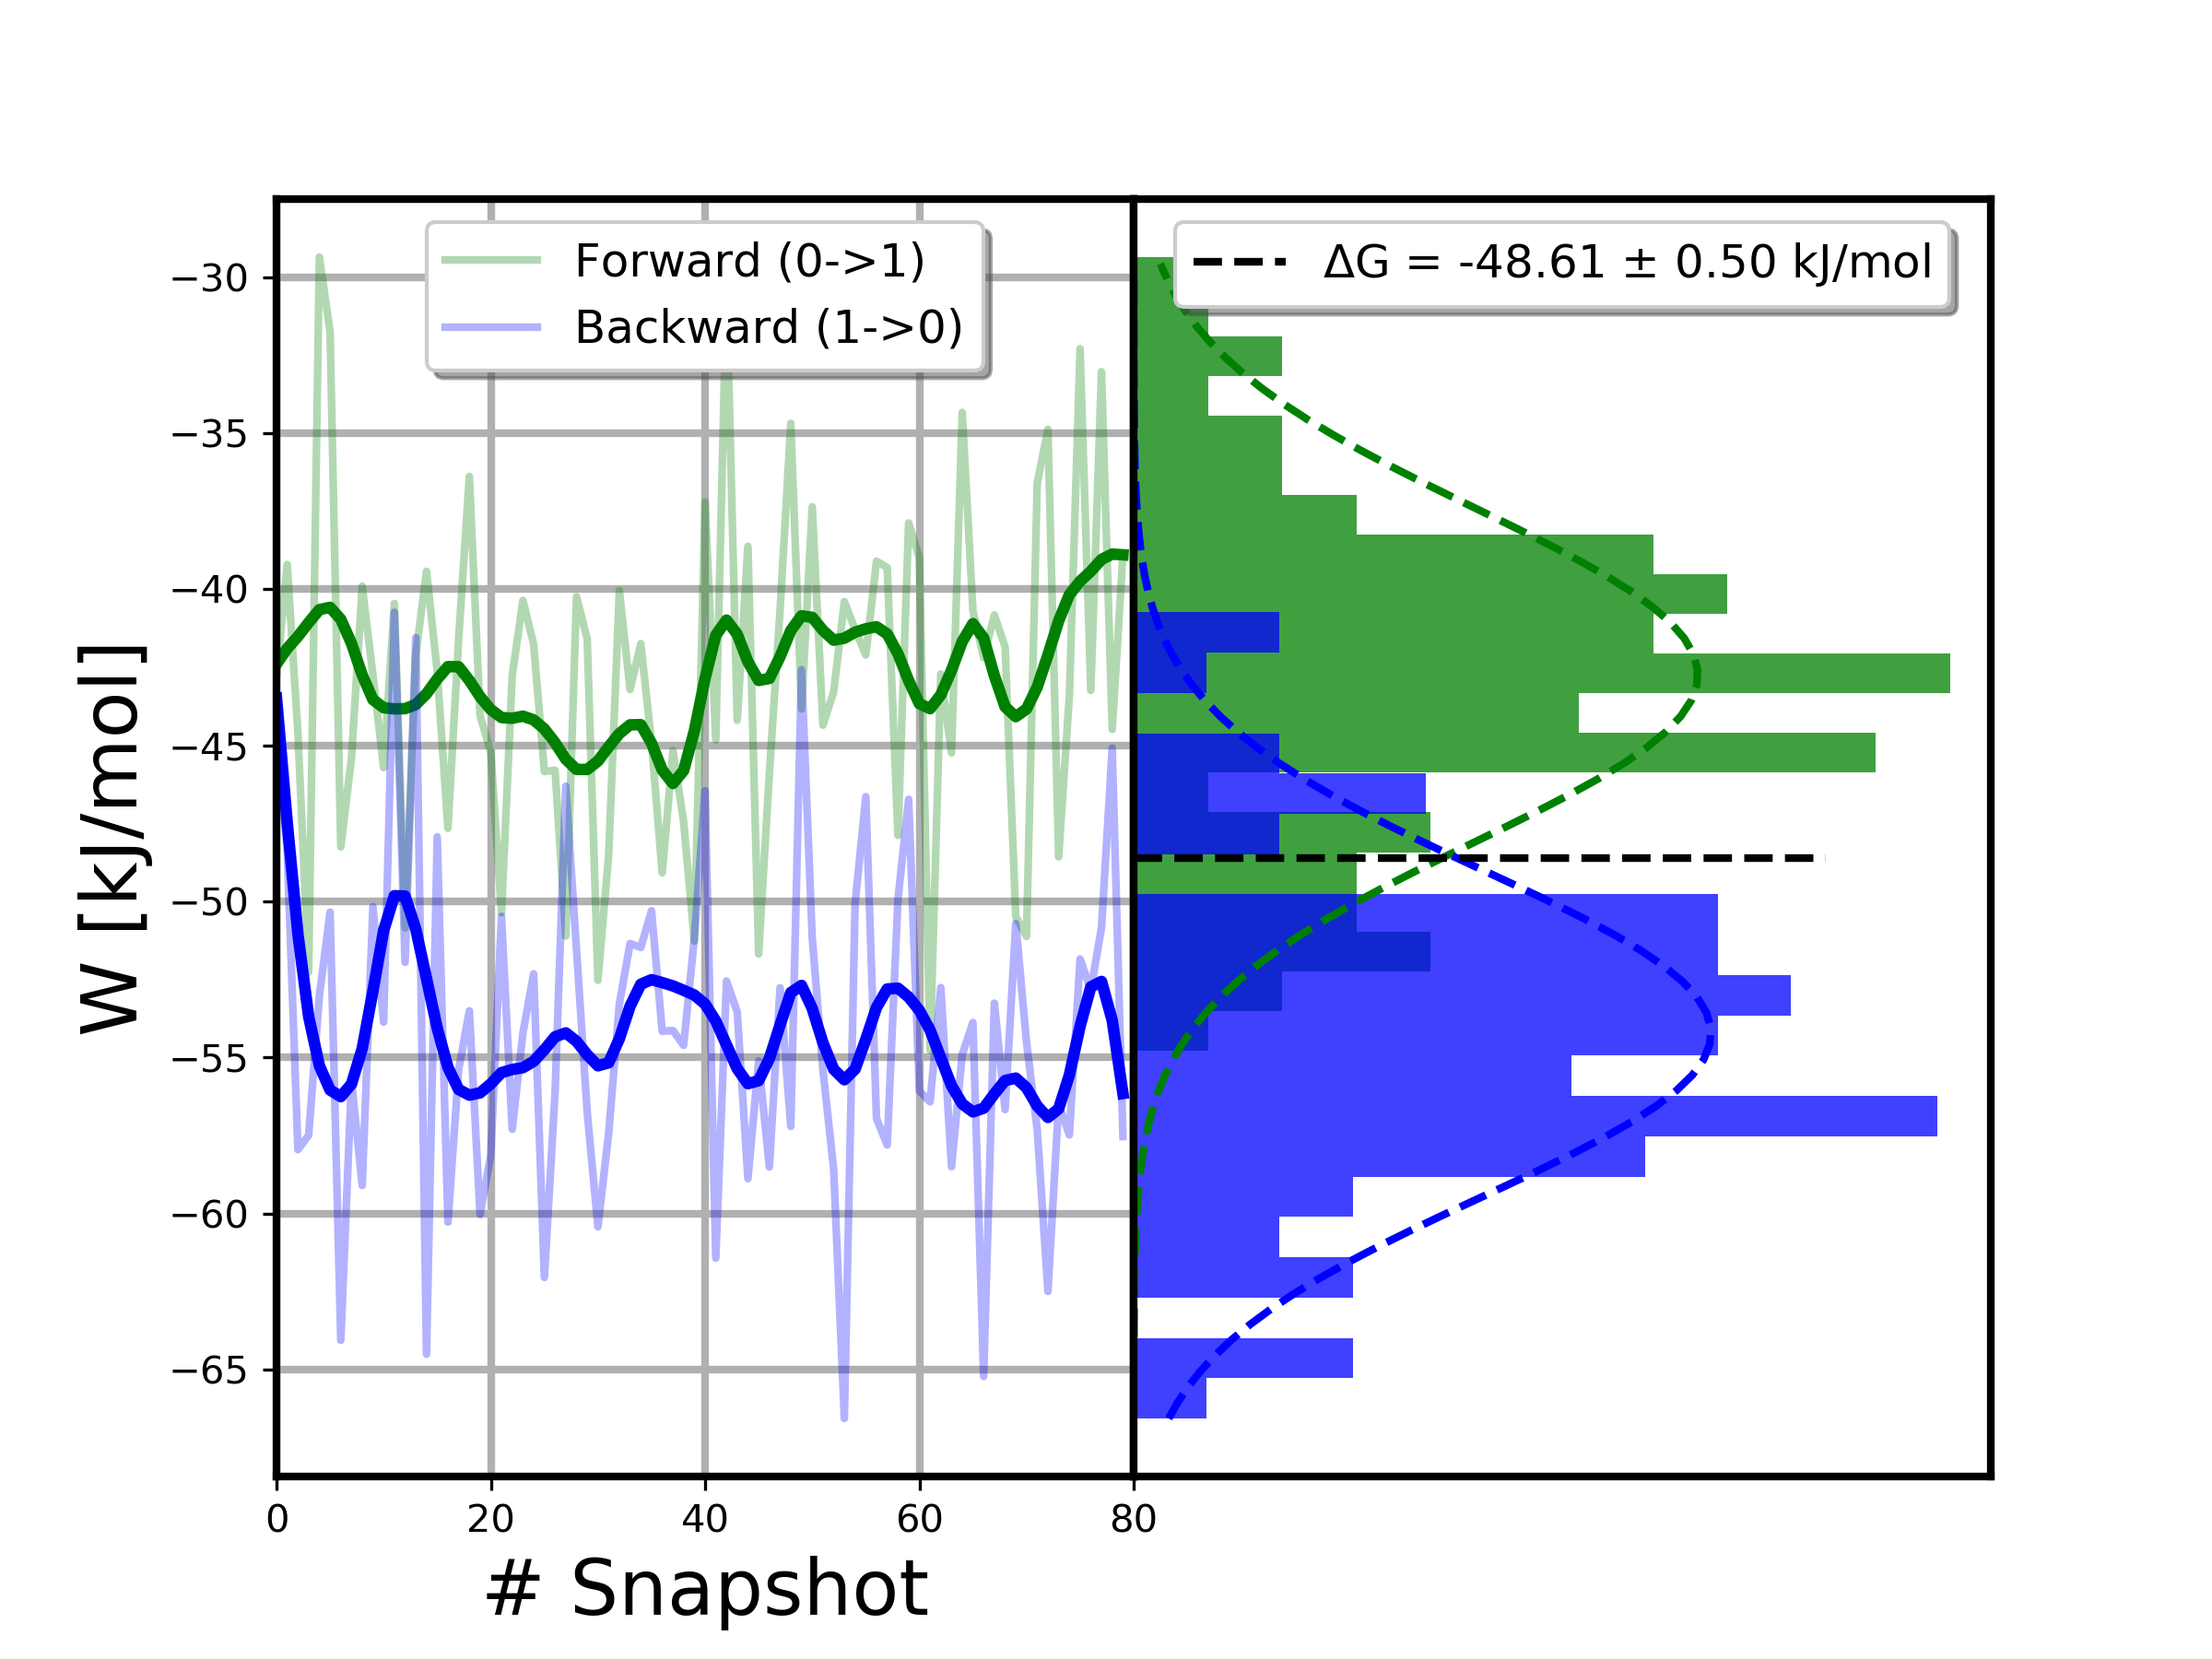 Forward (0->1)
Backward (1->0)
ΔG = -48.61 ± 0.50 kJ/mol
W [kJ/mol]
−30
−35
−40
−45
−50
−55
−60
−65
0 20 40 60 80
# Snapshot